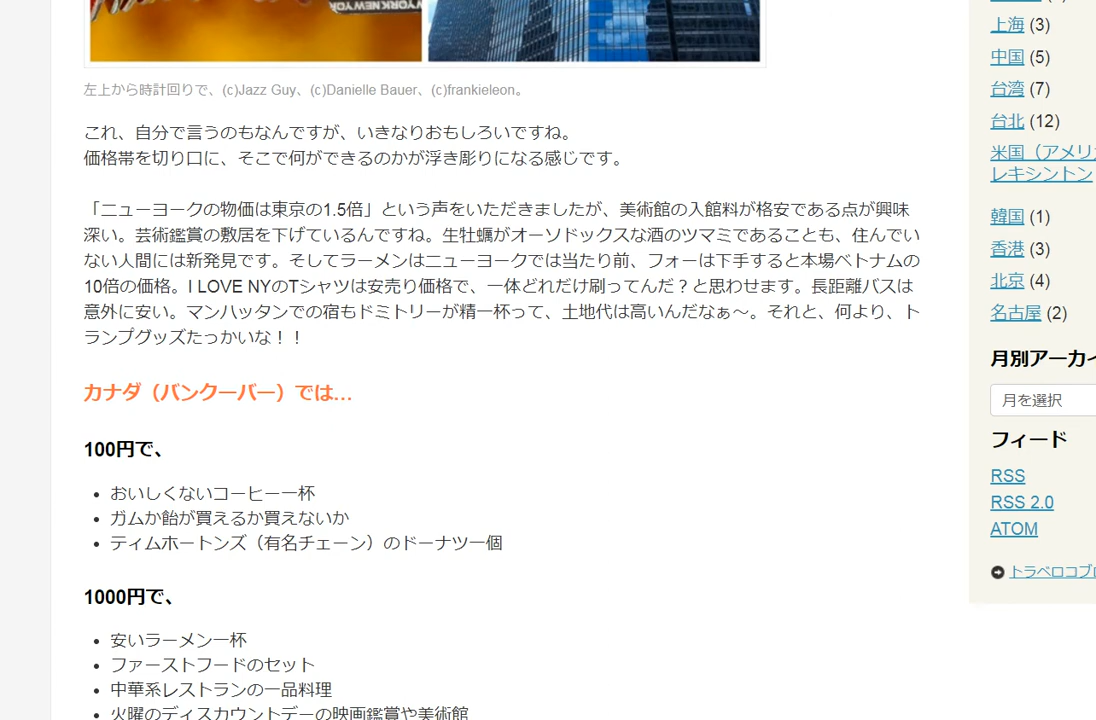 YORK NEW YOR
左上から時計回りで、(c)Jazz Guy、(c)Danielle Bauer、(c)frankieleon。
これ、自分で言うのもなんですが、いきなりおもしろいですね。
価格帯を切り口に、そこで何ができるのかが浮き彫りになる感じです。
「ニューヨークの物価は東京の1.5倍」という声をいただきましたが、美術館の入館料が格安である点が興味
深い。芸術鑑賞の敷居を下げているんですね。生牡蠣がオーソドックスな酒のツマミであることも、住んでい
ない人間には新発見です。そしてラーメンはニューヨークでは当たり前、フォーは下手すると本場ベトナムの
10倍の価格。I LOVE NYのTシャツは安売り価格で、一体どれだけ刷ってんだ？と思わせます。長距離バスは
意外に安い。マンハッタンでの宿もドミトリーが精一杯って、土地代は高いんだなぁ〜。それと、何より、ト
ランプグッズたっかいな！！
カナダ（バンクーバー）では…
100円で、
おいしくないコーヒー一杯
ガムか飴が買えるか買えないか
ティムホートンズ（有名チェーン）のドーナツ一個
1000円で、
安いラーメン一杯
ファーストフードのセット
中華系レストランの一品料理
火曜のディスカウントデーの映画鑑賞や美術館
上海 (3)
中国 (5)
台湾 (7)
台北 (12)
米国（アメリ
レキシントン
韓国 (1)
香港 (3)
北京 (4)
名古屋 (2)
月別アーカイ
月を選択
フィード
RSS
RSS 2.0
ATOM
トラベロコブロ